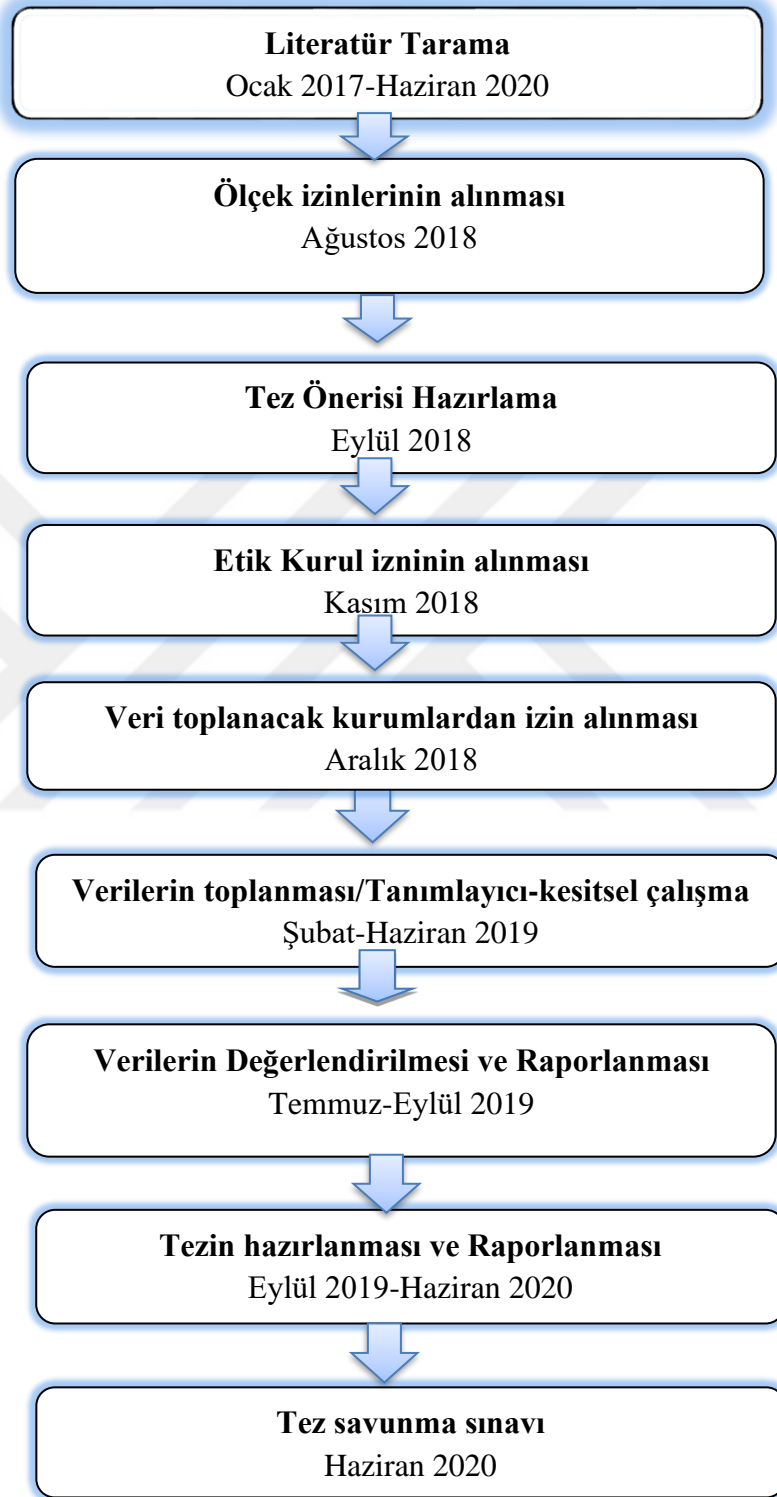 Literatür Tarama
Ocak 2017-Haziran 2020
Ölçek izinlerinin alınması
Ağustos 2018
Tez Önerisi Hazırlama
Eylül 2018
Etik Kurul izninin alınması
Kasım 2018
Veri toplanacak kurumlardan izin alınması
Aralık 2018
Verilerin toplanması/Tanımlayıcı-kesitsel çalışma
Şubat-Haziran 2019
Verilerin Değerlendirilmesi ve Raporlanması
Temmuz-Eylül 2019
Tezin hazırlanması ve Raporlanması
Eylül 2019-Haziran 2020
Tez savunma sınavı
Haziran 2020